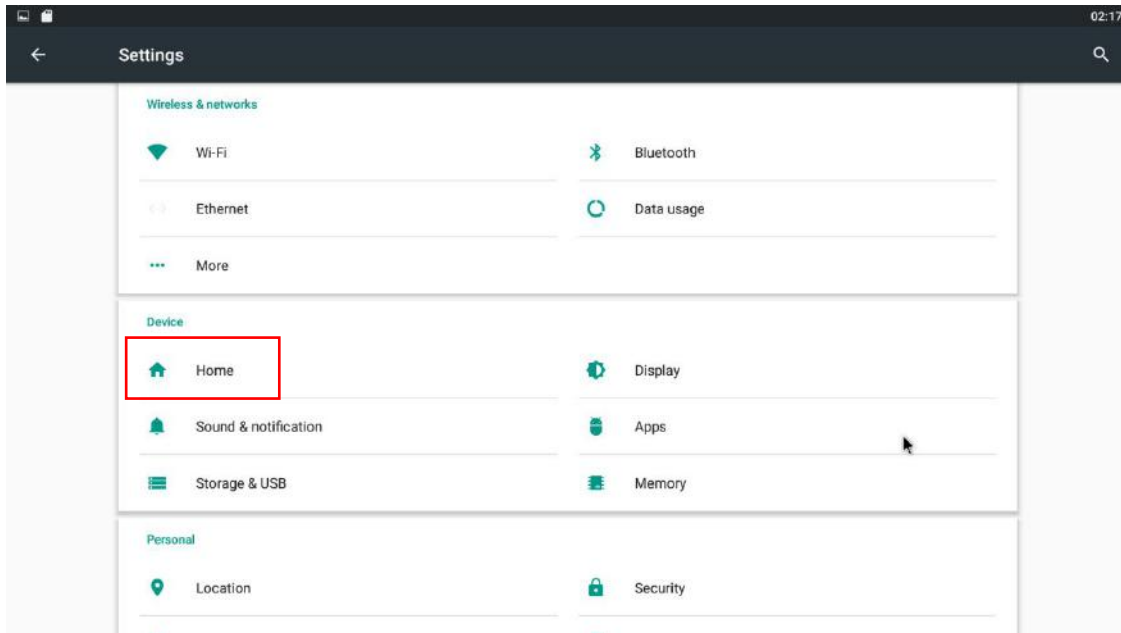 02:17
Settings
Wireless & networks
Wi-Fi
Bluetooth
Ethernet
Data usage
More
Device
Home
Display
Sound & notification
Apps
Storage & USB
Memory
Personal
Location
Security